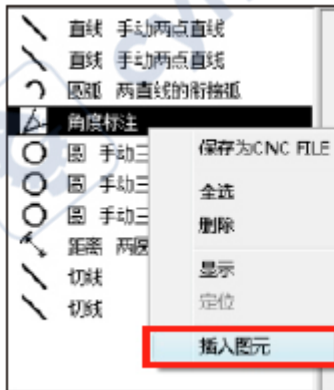 直线 手动两点直线
直线 手动两点直线
圆弧 两直线的衔接弧
角度标注
圆 手动三
圆 手动三
圆 手动三
距离 两圆
切线
切线
保存为CNC FILE
全选
删除
显示
定位
插入图元